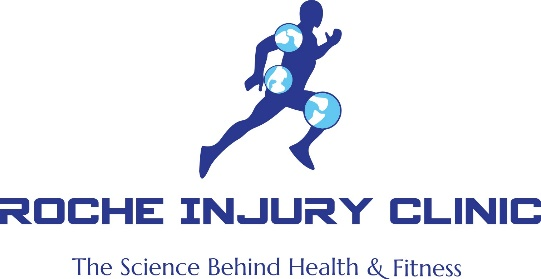 ROCHE INJURY CLINIC
The Science Behind Health & Fitness